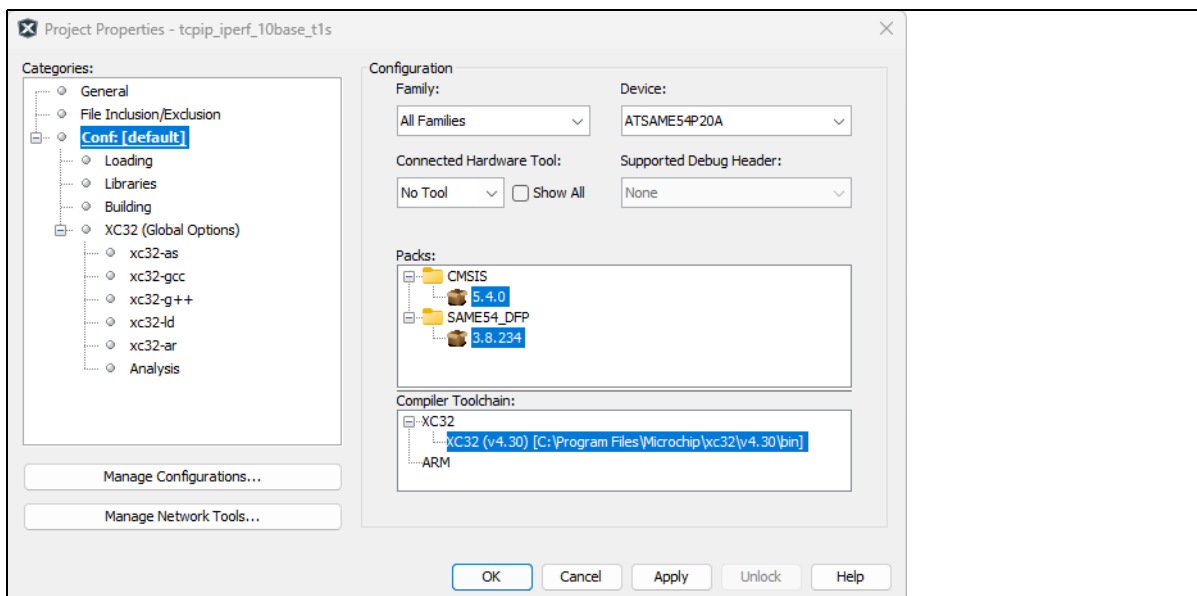 Project Properties - tcpip_iperf_10base_t1s
Categories:
General
File Inclusion/Exclusion
Conf: [default]
Loading
Libraries
Building
XC32 (Global Options)
xc32-as
xc32-gcc
xc32-g++
xc32-ld
xc32-ar
Analysis
Manage Configurations...
Manage Network Tools...
Configuration
Family:
Device:
All Families
ATSAME54P20A
Connected Hardware Tool:
Supported Debug Header:
No Tool
Show All
None
Packs:
CMSIS
5.4.0
SAME54_DFP
3.8.234
Compiler Toolchain:
XC32
XC32 (v4.30) [C:\Program Files\Microchip\xc32\v4.30\bin]
ARM
OK
Cancel
Apply
Unlock
Help